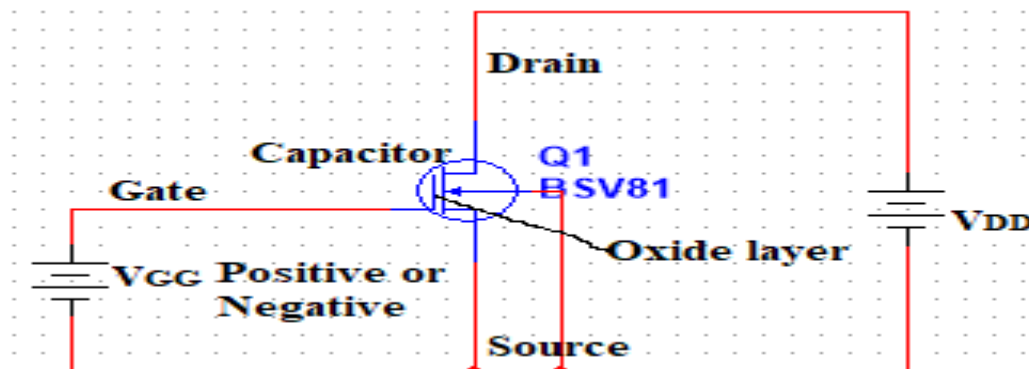 Drain
Capacitor
Q1
BSV81
Gate
VDD
Oxide layer
VGG Positive or
Negative
Source